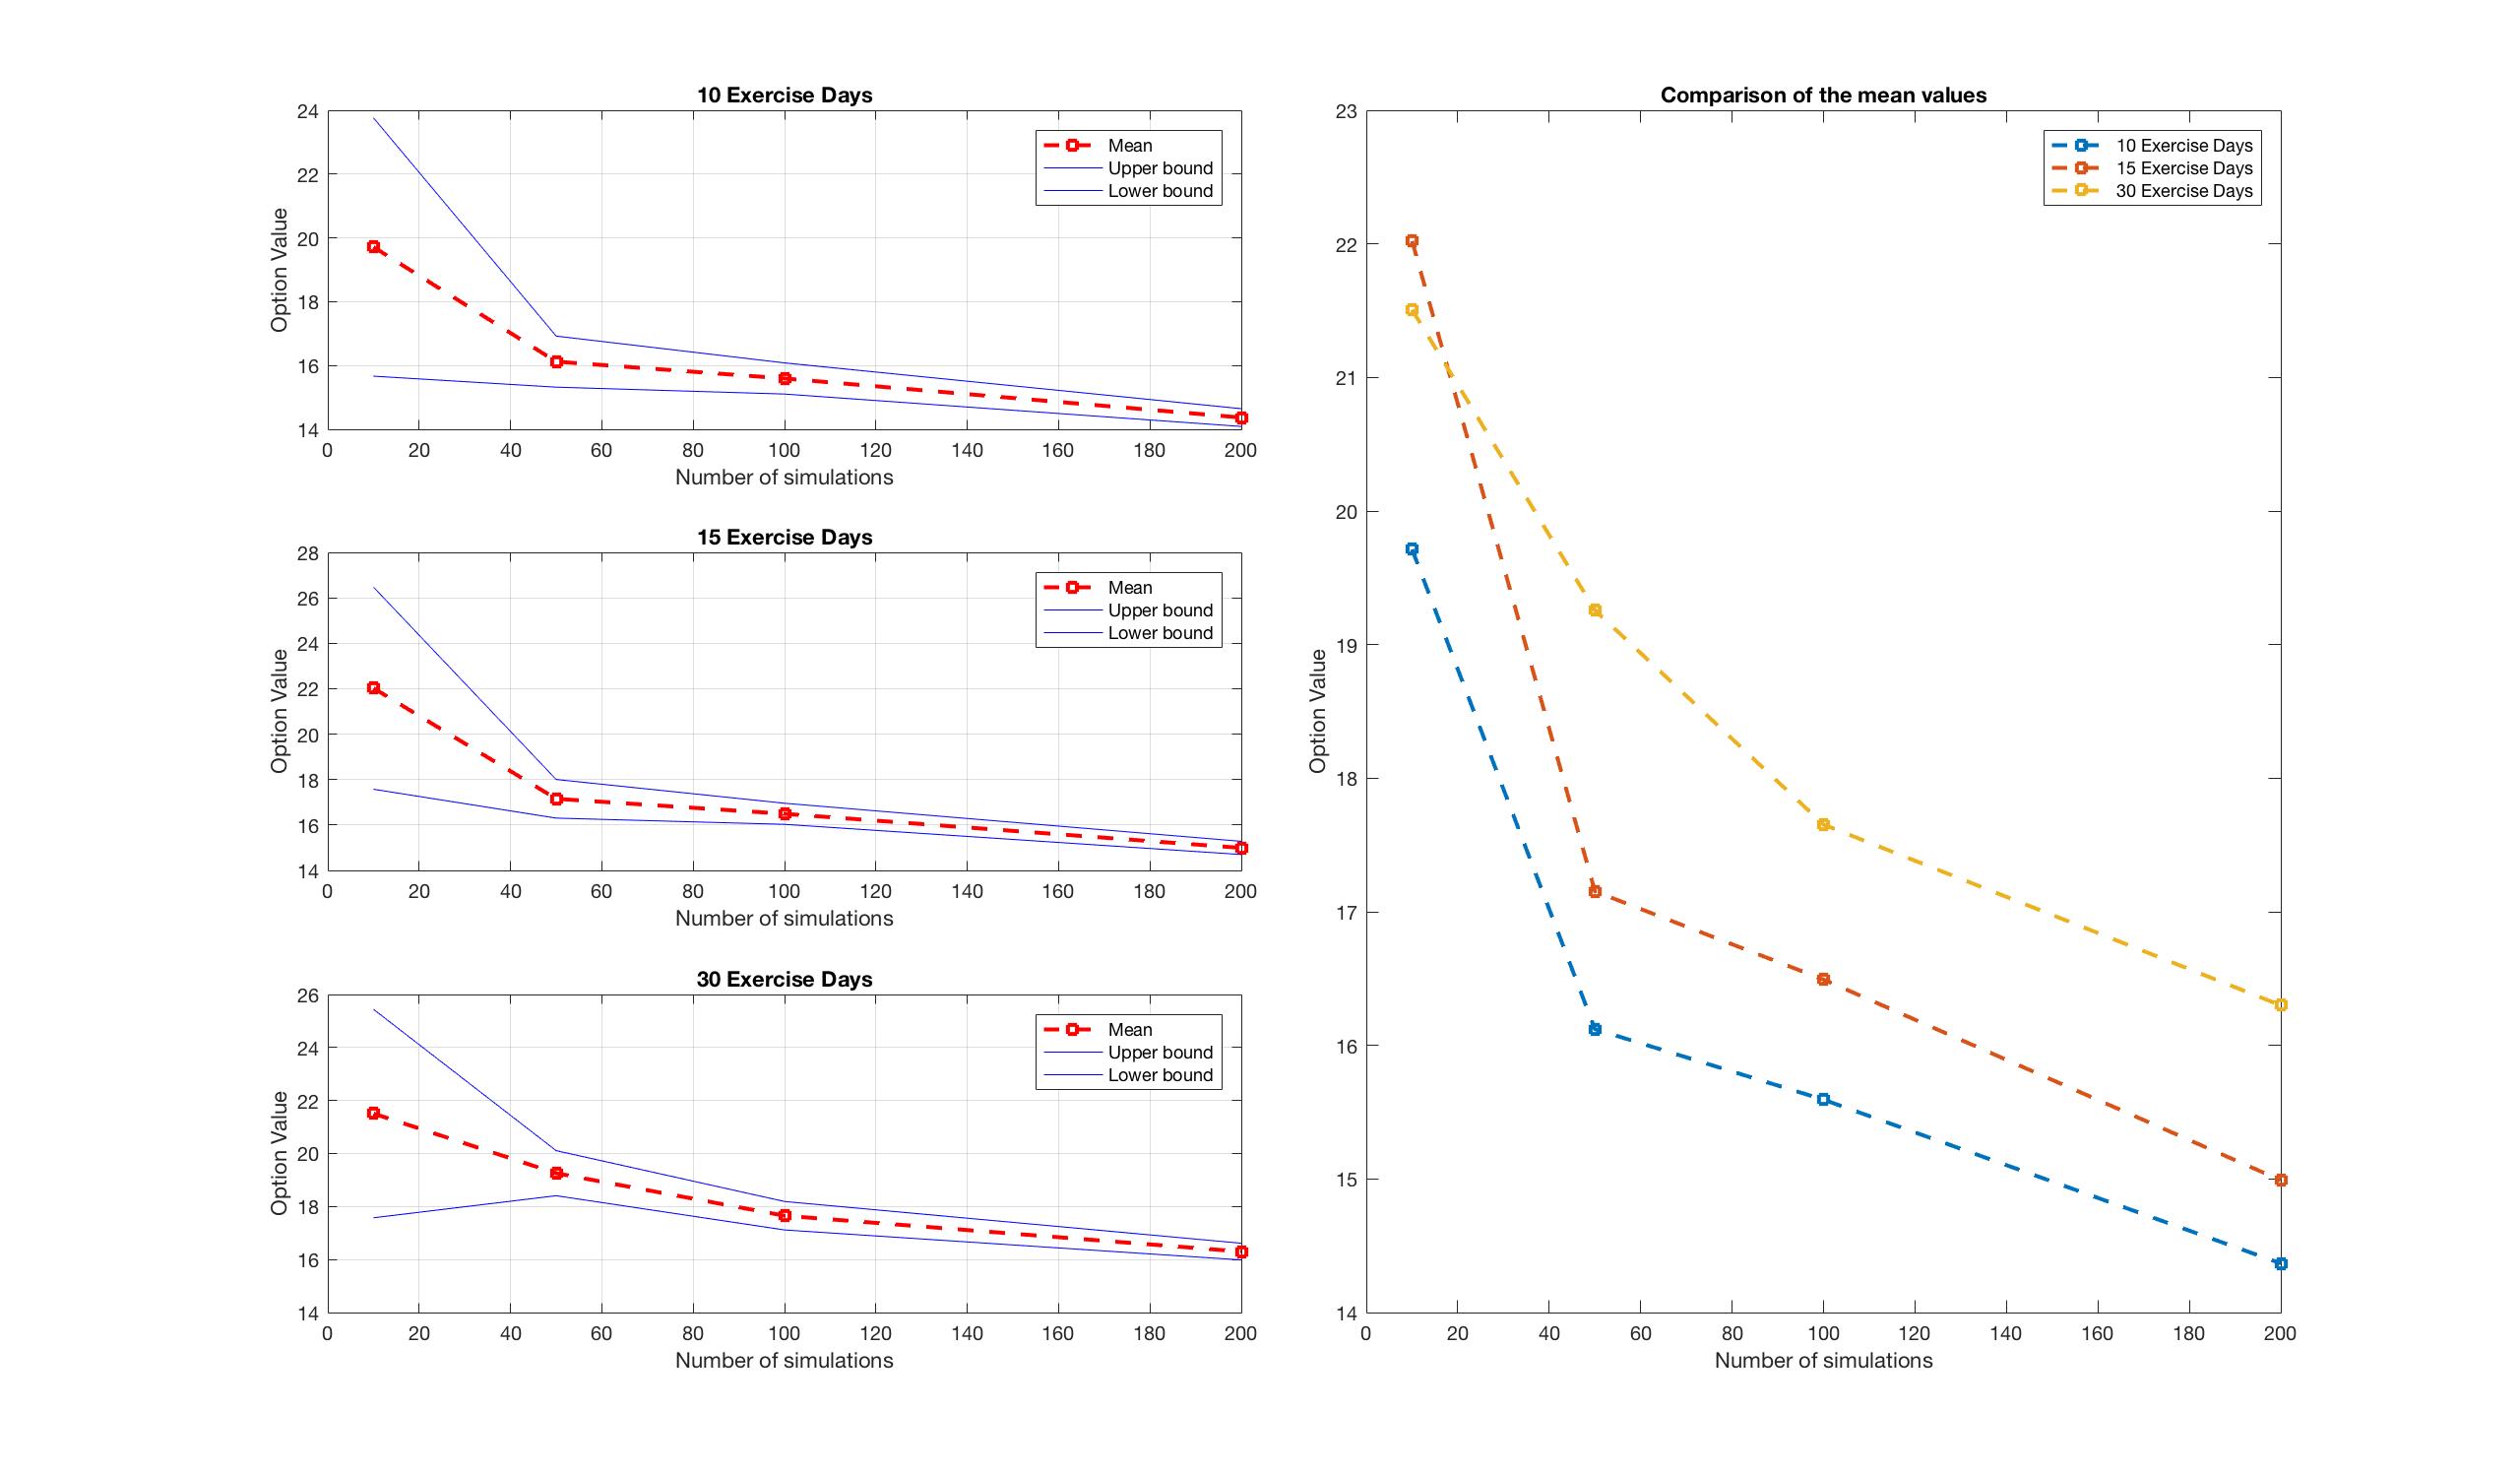 10 Exercise Days
24
22
20
18
16
14
Option Value
Mean
Upper bound
Lower bound
0 20 40 60 80 100 120 140 160 180 200
Number of simulations
15 Exercise Days
28
26
24
22
20
18
16
14
Option Value
Mean
Upper bound
Lower bound
0 20 40 60 80 100 120 140 160 180 200
Number of simulations
30 Exercise Days
26
24
22
20
18
16
14
Option Value
Mean
Upper bound
Lower bound
0 20 40 60 80 100 120 140 160 180 200
Number of simulations
Comparison of the mean values
23
22
21
20
19
18
17
16
15
14
Option Value
10 Exercise Days
15 Exercise Days
30 Exercise Days
0 20 40 60 80 100 120 140 160 180 200
Number of simulations